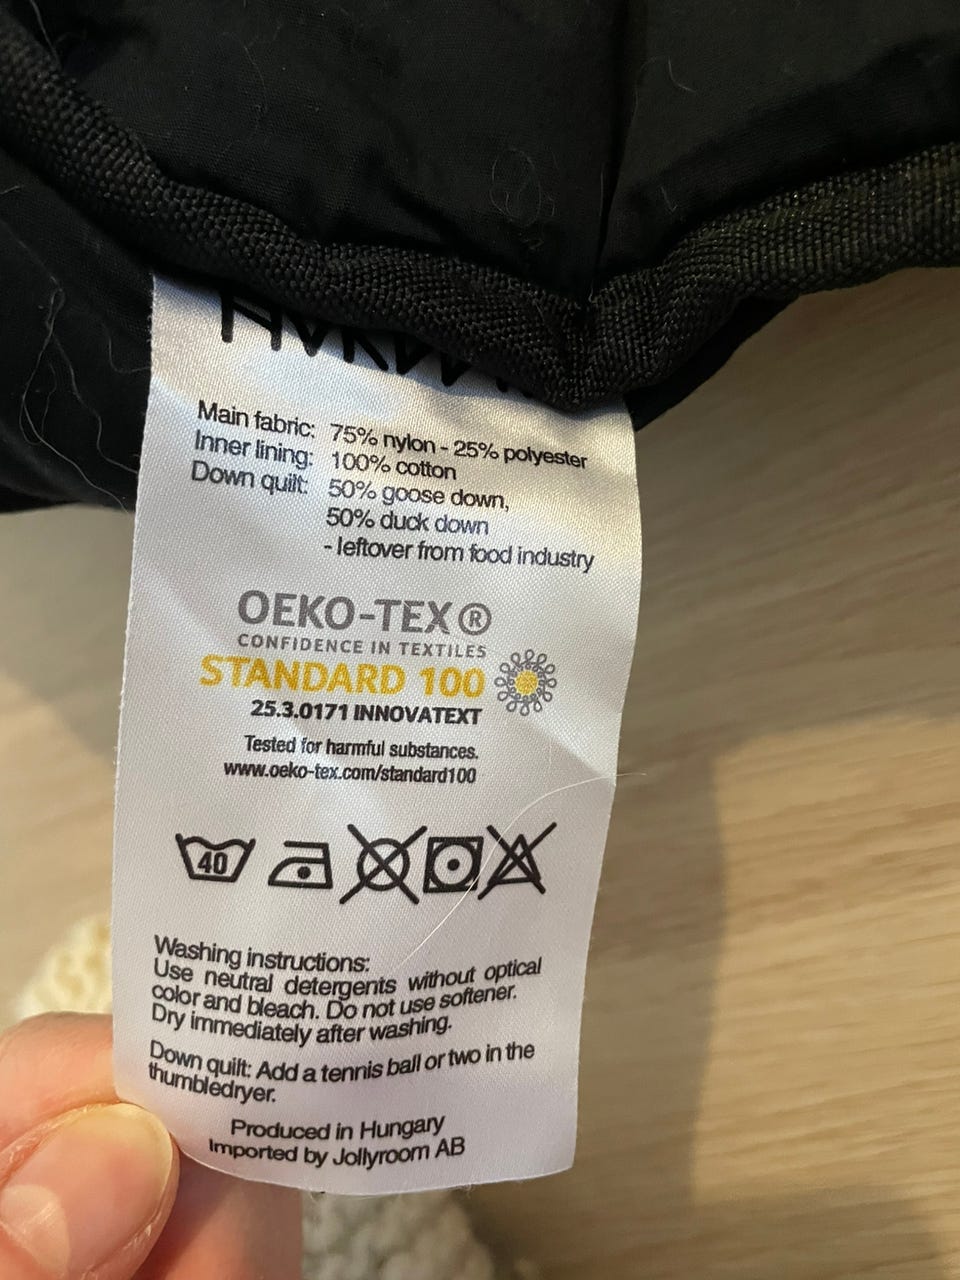 Main fabric: 75% nylon - 25% polyester
Inner lining: 100% cotton
Down quilt: 50% goose down,
50% duck down
- leftover from food industry
OEKO-TEX®
CONFIDENCE IN TEXTILES
STANDARD 100
25.3.0171 INNOVATEXT
Tested for harmful substances.
www.oeko-tex.com/standard100
40
Washing instructions:
Use neutral detergents without optical
color and bleach. Do not use softener.
Dry immediately after washing.
Down quilt: Add a tennis ball or two in the
thumbledryer.
Produced in Hungary
Imported by Jollyroom AB